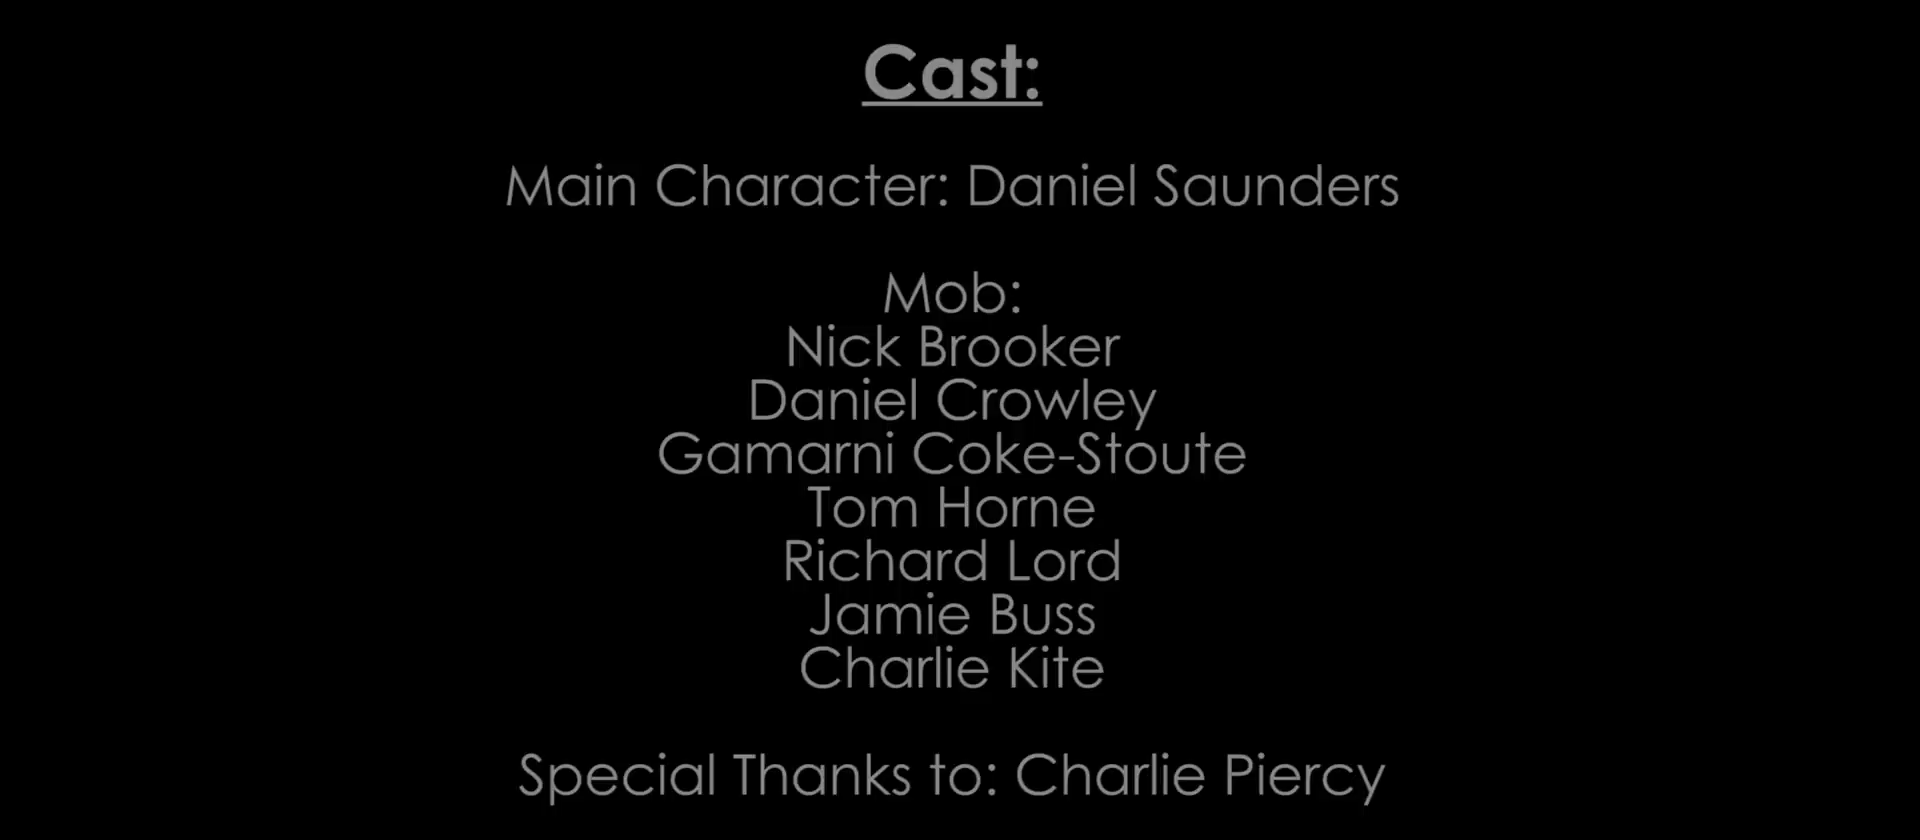 Cast:
Main Character: Daniel Saunders
Mob:
Nick Brooker
Daniel Crowley
Gamarni Coke-Stoute
Tom Horne
Richard Lord
Jamie Buss
Charlie Kite
Special Thanks to: Charlie Piercy